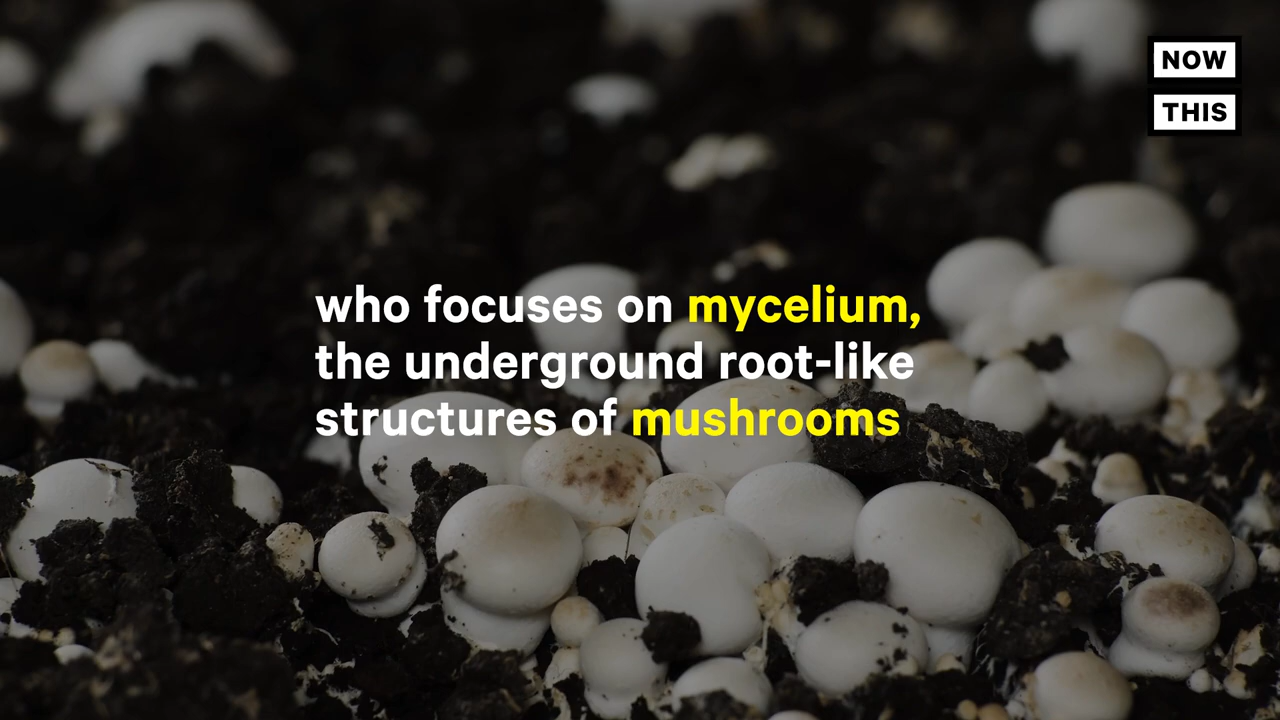 NOW
THIS
who focuses on mycelium,
the underground root-like
structures of mushrooms